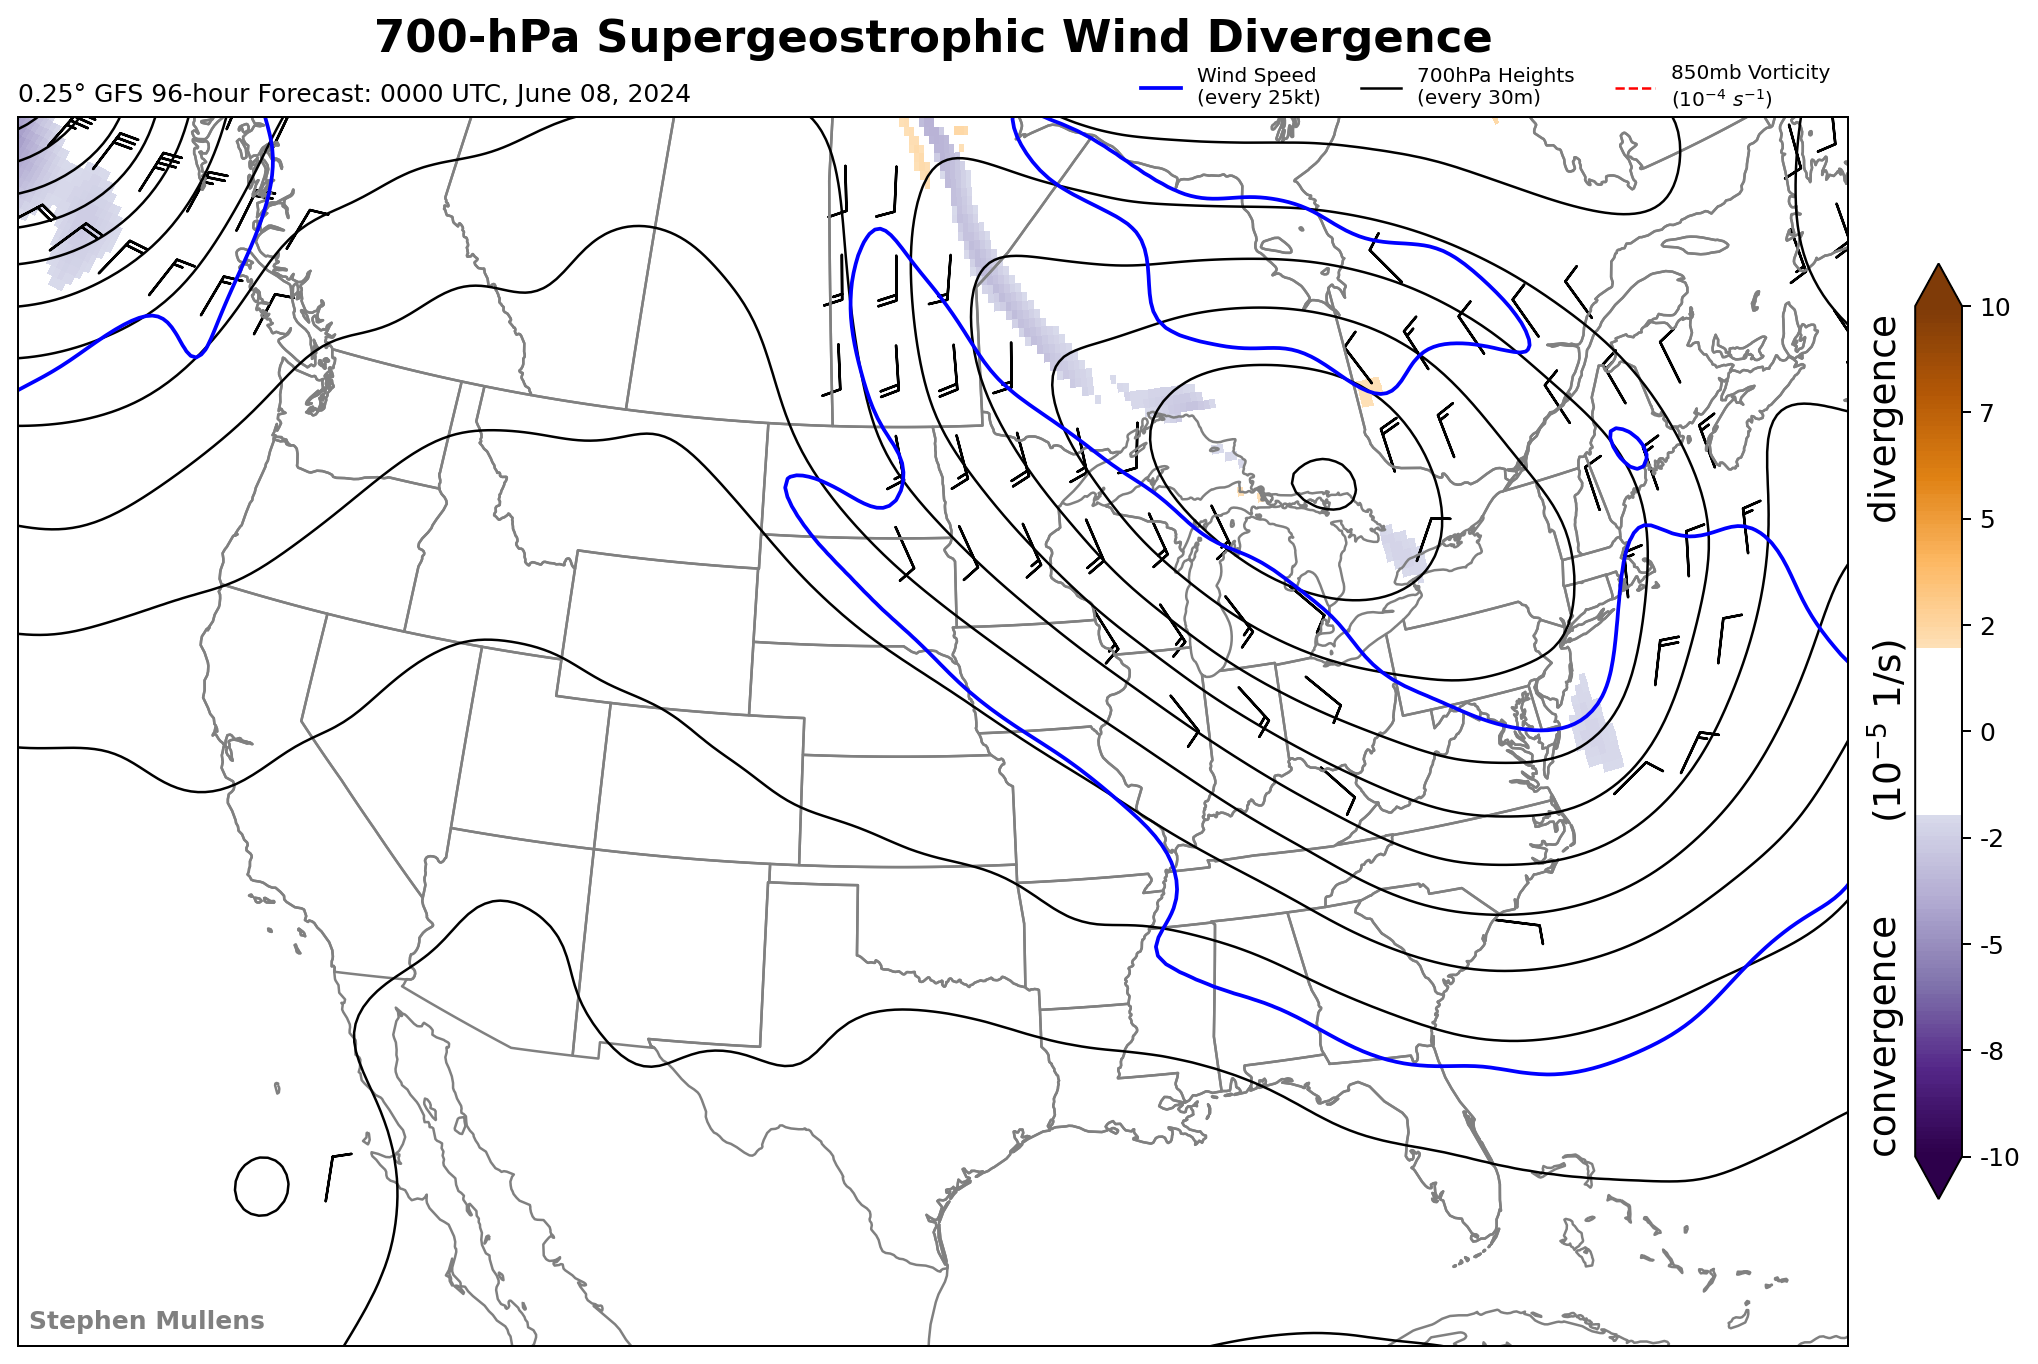 700-hPa Supergeostrophic Wind Divergence
0.25° GFS 96-hour Forecast: 0000 UTC, June 08, 2024
Wind Speed
(every 25kt)
700hPa Heights
(every 30m)
850mb Vorticity
(10⁻⁴ s⁻¹)
10
7
5
2
0
-2
-5
-8
-10
convergence (10⁻⁵ 1/s) divergence
Stephen Mullens